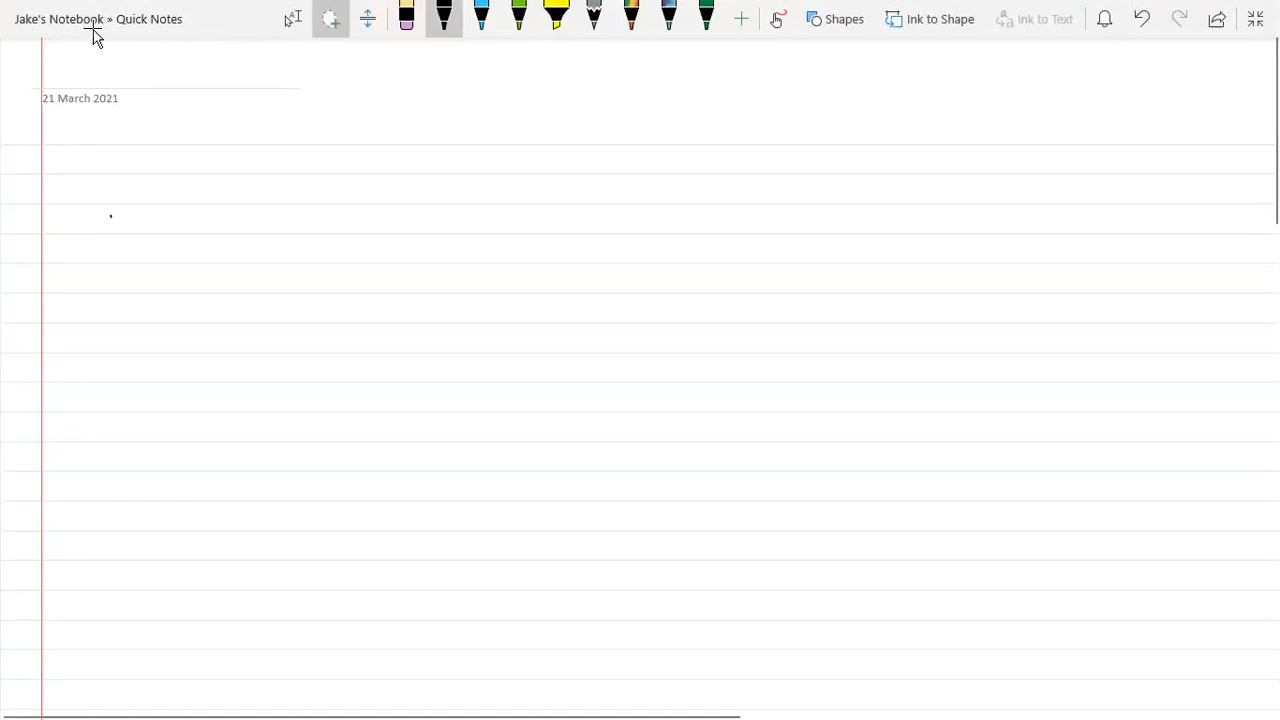 Jake's Notebook » Quick Notes
Shapes
Ink to Shape
Ink to Text
21 March 2021